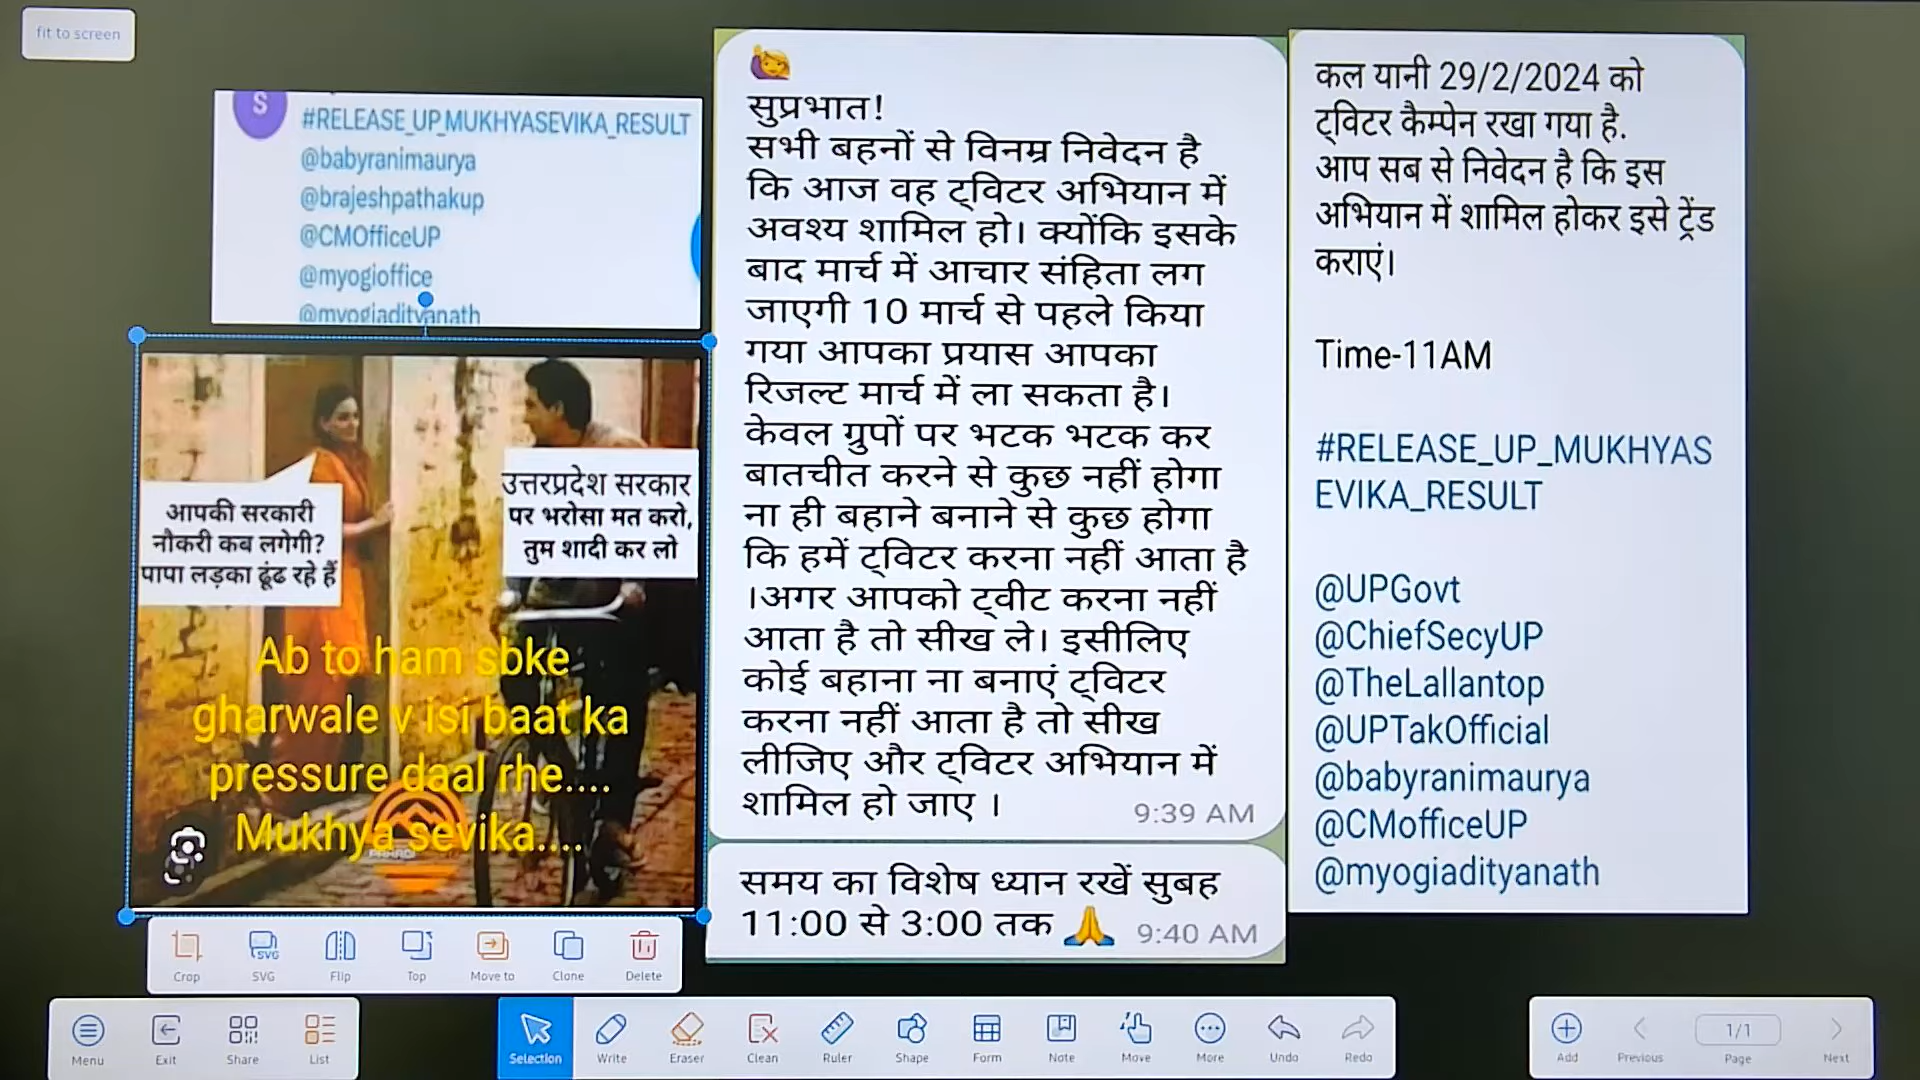 fit to screen
S
#RELEASE_UP_MUKHYASEVIKA_RESULT
@babyranimaurya
@brajeshpathakup
@CMOfficeUP
@myogioffice
@myogiadityanath
आपकी सरकारी
नौकरी कब लगेगी?
पापा लड़का ढूंढ रहे हैं
उत्तरप्रदेश सरकार
पर भरोसा मत करो,
तुम शादी कर लो
Ab to ham sbke
gharwale v isi baat ka
pressure daal rhe....
Mukhya sevika....
सुप्रभात!
सभी बहनों से विनम्र निवेदन है
कि आज वह ट्विटर अभियान में
अवश्य शामिल हो। क्योंकि इसके
बाद मार्च में आचार संहिता लग
जाएगी 10 मार्च से पहले किया
गया आपका प्रयास आपका
रिजल्ट मार्च में ला सकता है।
केवल ग्रुपों पर भटक भटक कर
बातचीत करने से कुछ नहीं होगा
ना ही बहाने बनाने से कुछ होगा
कि हमें ट्विटर करना नहीं आता है
।अगर आपको ट्वीट करना नहीं
आता है तो सीख ले। इसीलिए
कोई बहाना ना बनाएं ट्विटर
करना नहीं आता है तो सीख
लीजिए और ट्विटर अभियान में
शामिल हो जाए ।
9:39 AM
समय का विशेष ध्यान रखें सुबह
11:00 से 3:00 तक 🙏 9:40 AM
कल यानी 29/2/2024 को
ट्विटर कैम्पेन रखा गया है.
आप सब से निवेदन है कि इस
अभियान में शामिल होकर इसे ट्रेंड
कराएं।
Time-11AM
#RELEASE_UP_MUKHYAS
EVIKA_RESULT
@UPGovt
@ChiefSecyUP
@TheLallantop
@UPTakOfficial
@babyranimaurya
@CMofficeUP
@myogiadityanath
Crop SVG Flip Top Move to Clone Delete
Menu Exit Share List
Selection Write Eraser Clean Ruler Shape Form Note Move More Undo Redo
Add Previous 1/1 Page Next